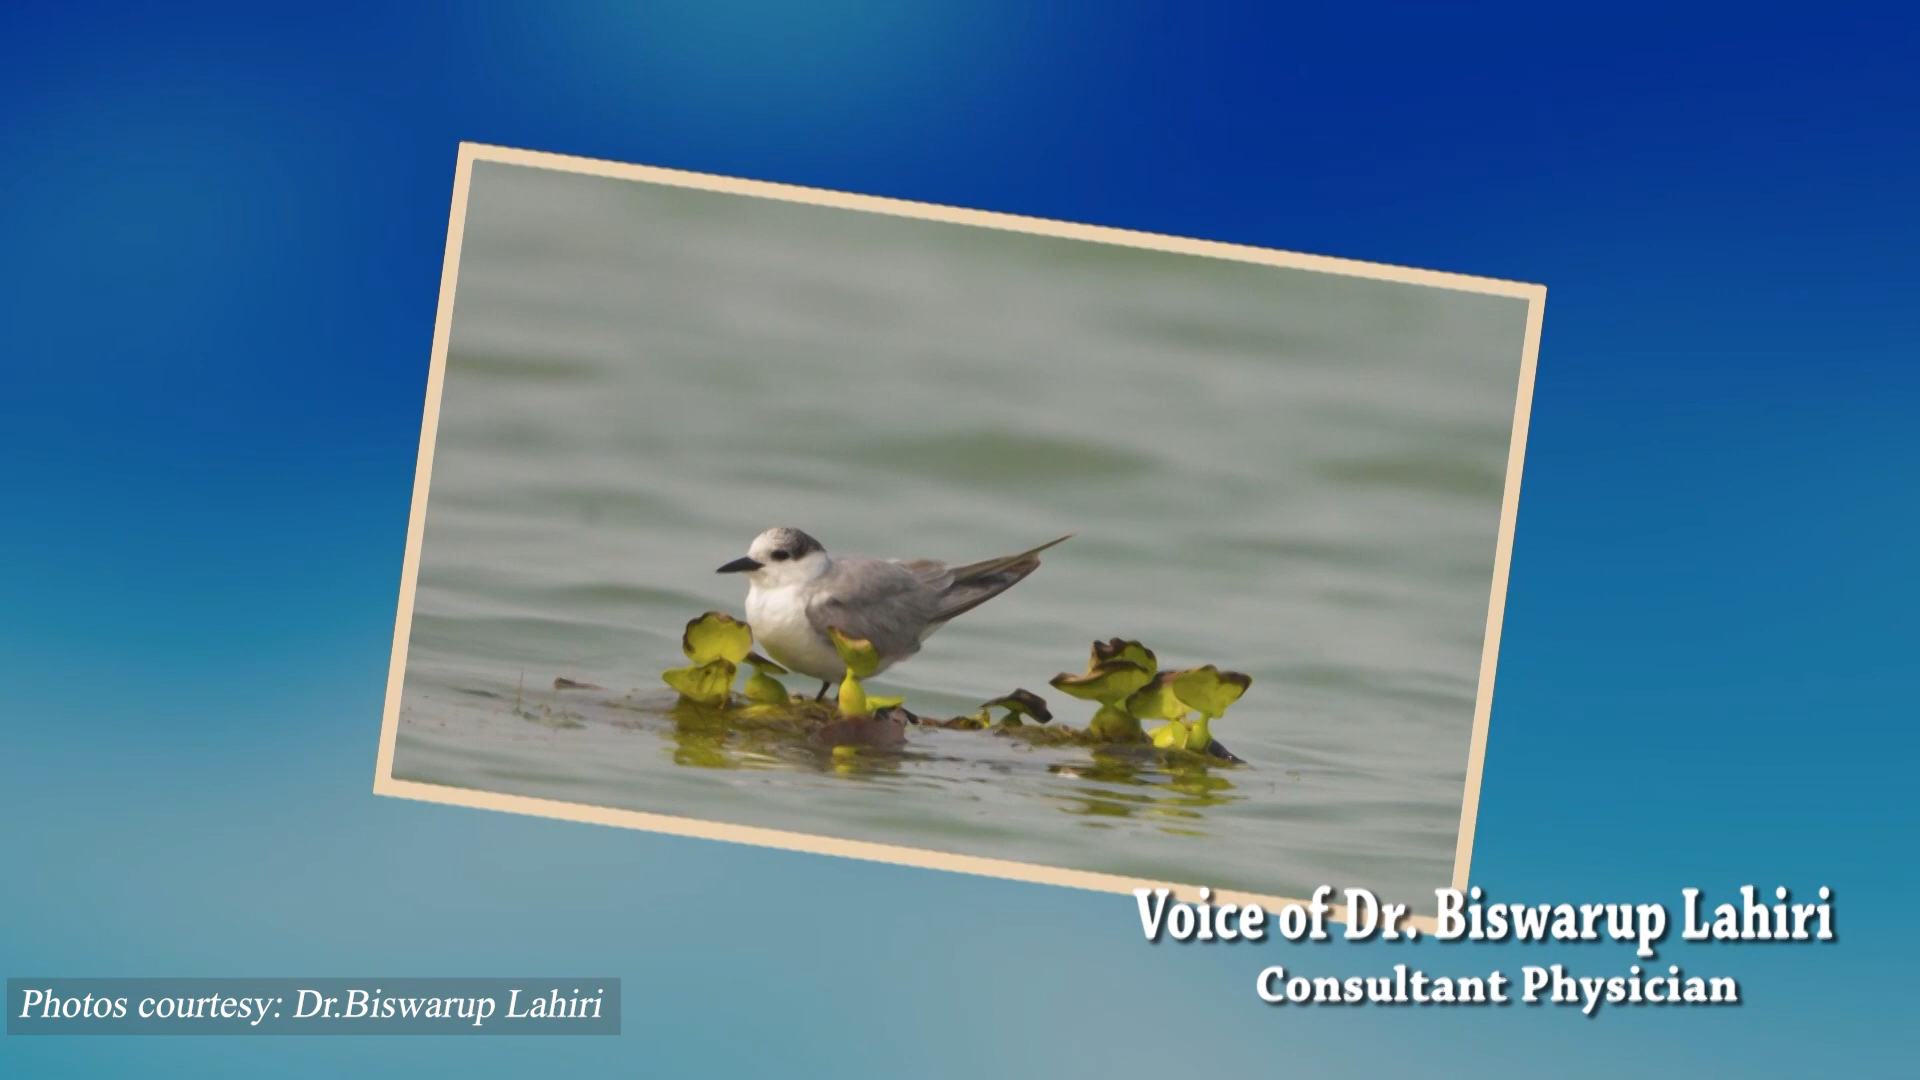 Voice of Dr. Biswarup Lahiri
Consultant Physician
Photos courtesy: Dr.Biswarup Lahiri